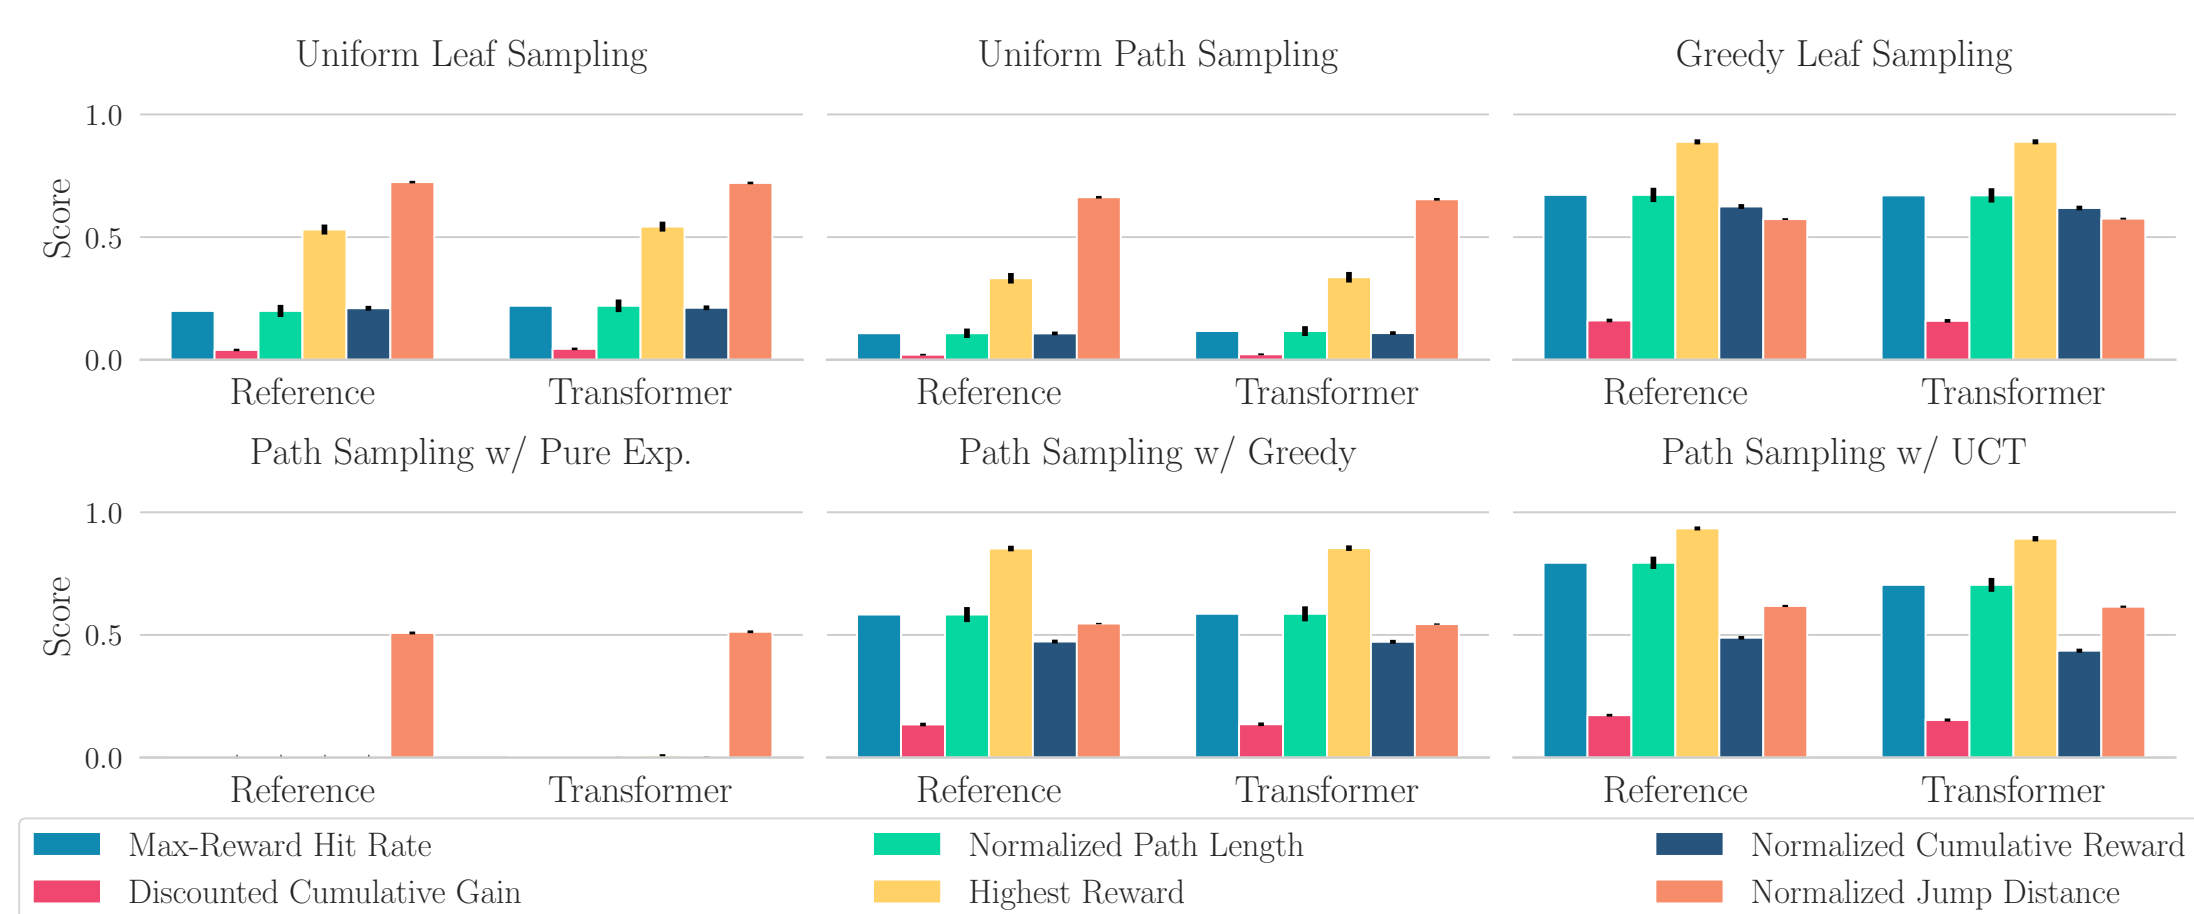 Uniform Leaf Sampling
Uniform Path Sampling
Greedy Leaf Sampling
Score
1.0
0.5
0.0
Reference
Transformer
Reference
Transformer
Reference
Transformer
Path Sampling w/ Pure Exp.
Path Sampling w/ Greedy
Path Sampling w/ UCT
Score
1.0
0.5
0.0
Reference
Transformer
Reference
Transformer
Reference
Transformer
Max-Reward Hit Rate
Discounted Cumulative Gain
Normalized Path Length
Highest Reward
Normalized Cumulative Reward
Normalized Jump Distance